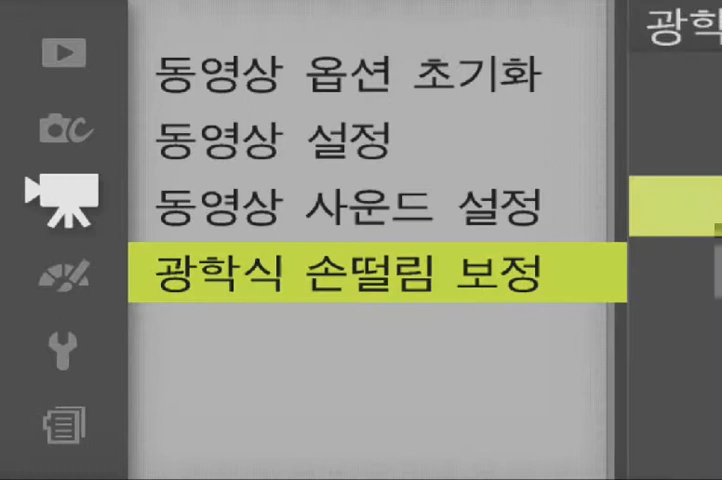 동영상 옵션 초기화
동영상 설정
동영상 사운드 설정
광학식 손떨림 보정
광학